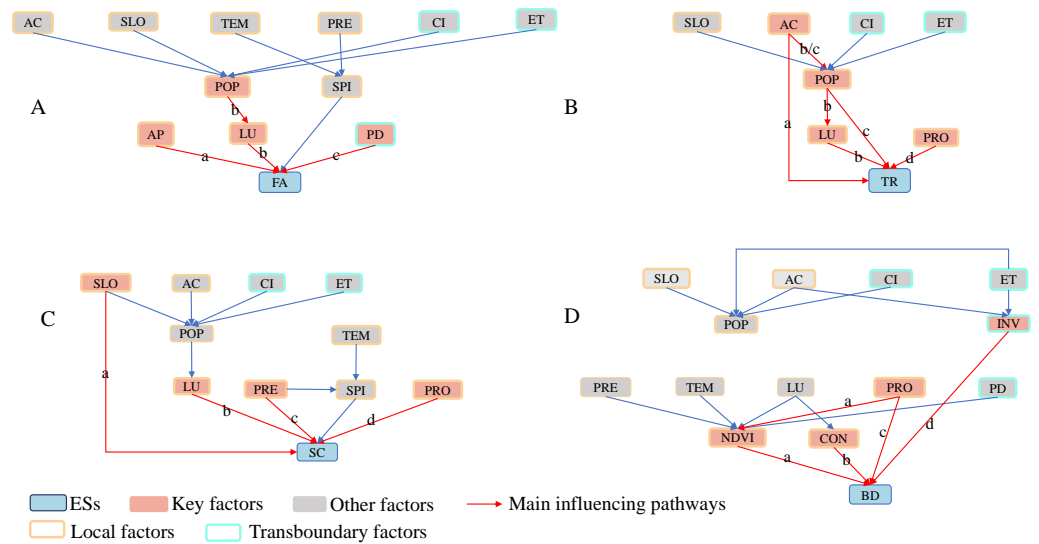 AC SLO TEM PRE CI ET
POP SPI
A
b
AP LU PD
a b c
FA
SLO AC CI ET
b/c
POP
B
a b c
LU PRO
b d
TR
SLO AC CI ET
C
POP TEM
a
LU PRE SPI PRO
b c d
SC
SLO AC CI ET
D
POP INV
PRE TEM LU PRO PD
a c d
NDVI CON
a b
BD
ESs Key factors Other factors Main influencing pathways
Local factors Transboundary factors